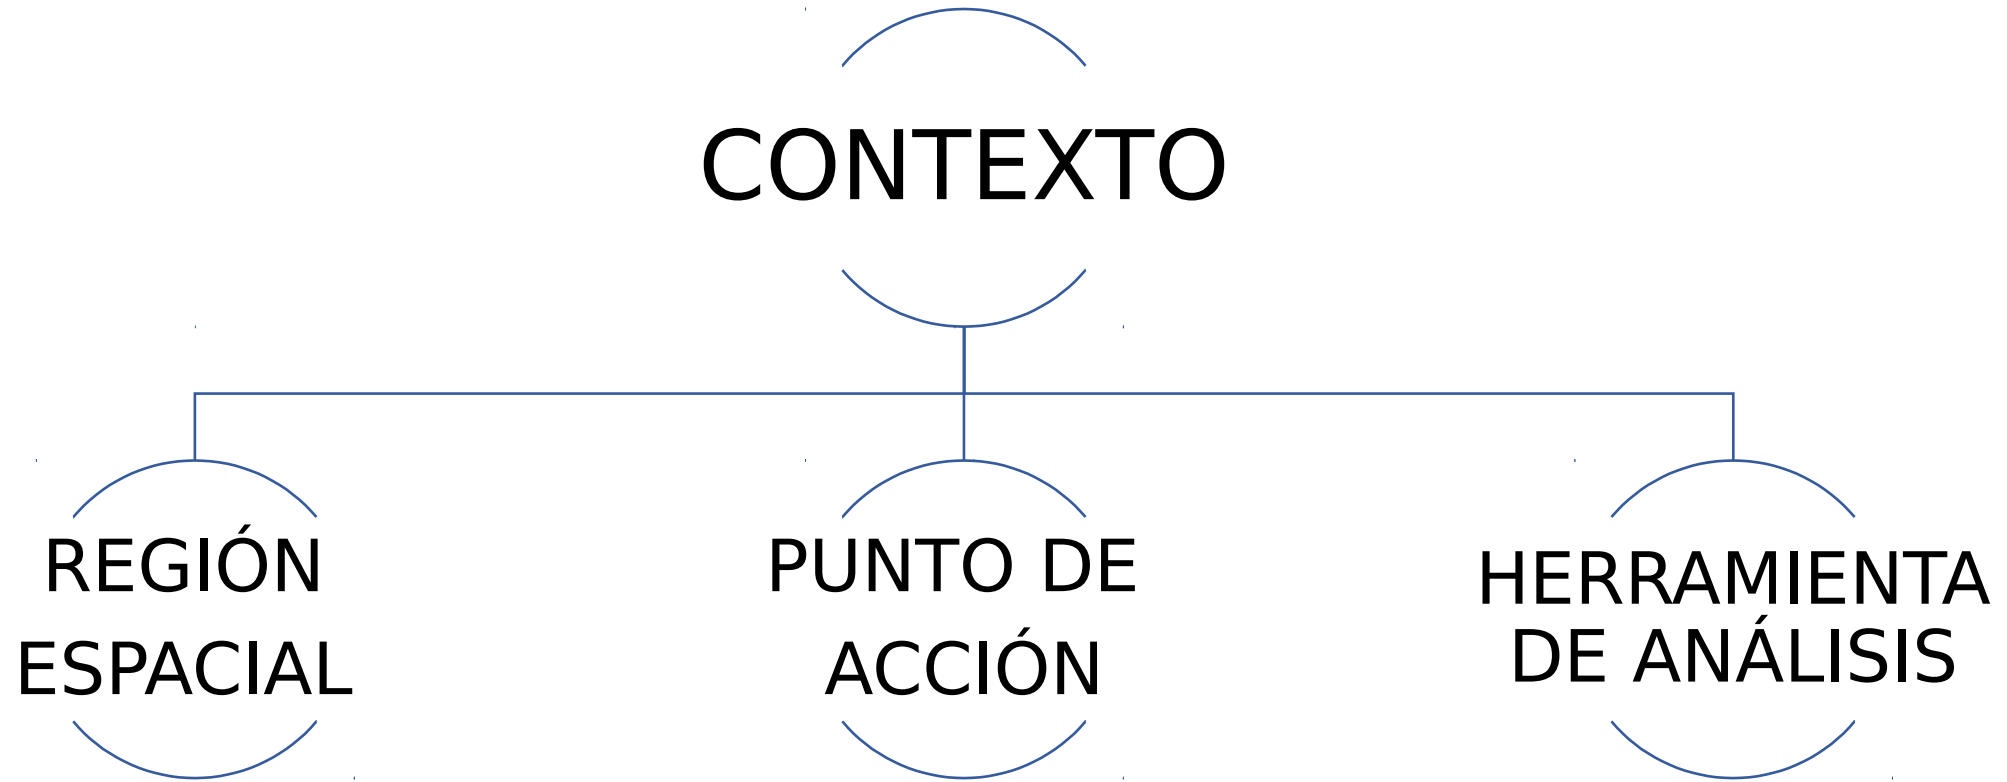 CONTEXTO
REGIÓN
ESPACIAL
PUNTO DE
ACCIÓN
HERRAMIENTA
DE ANÁLISIS